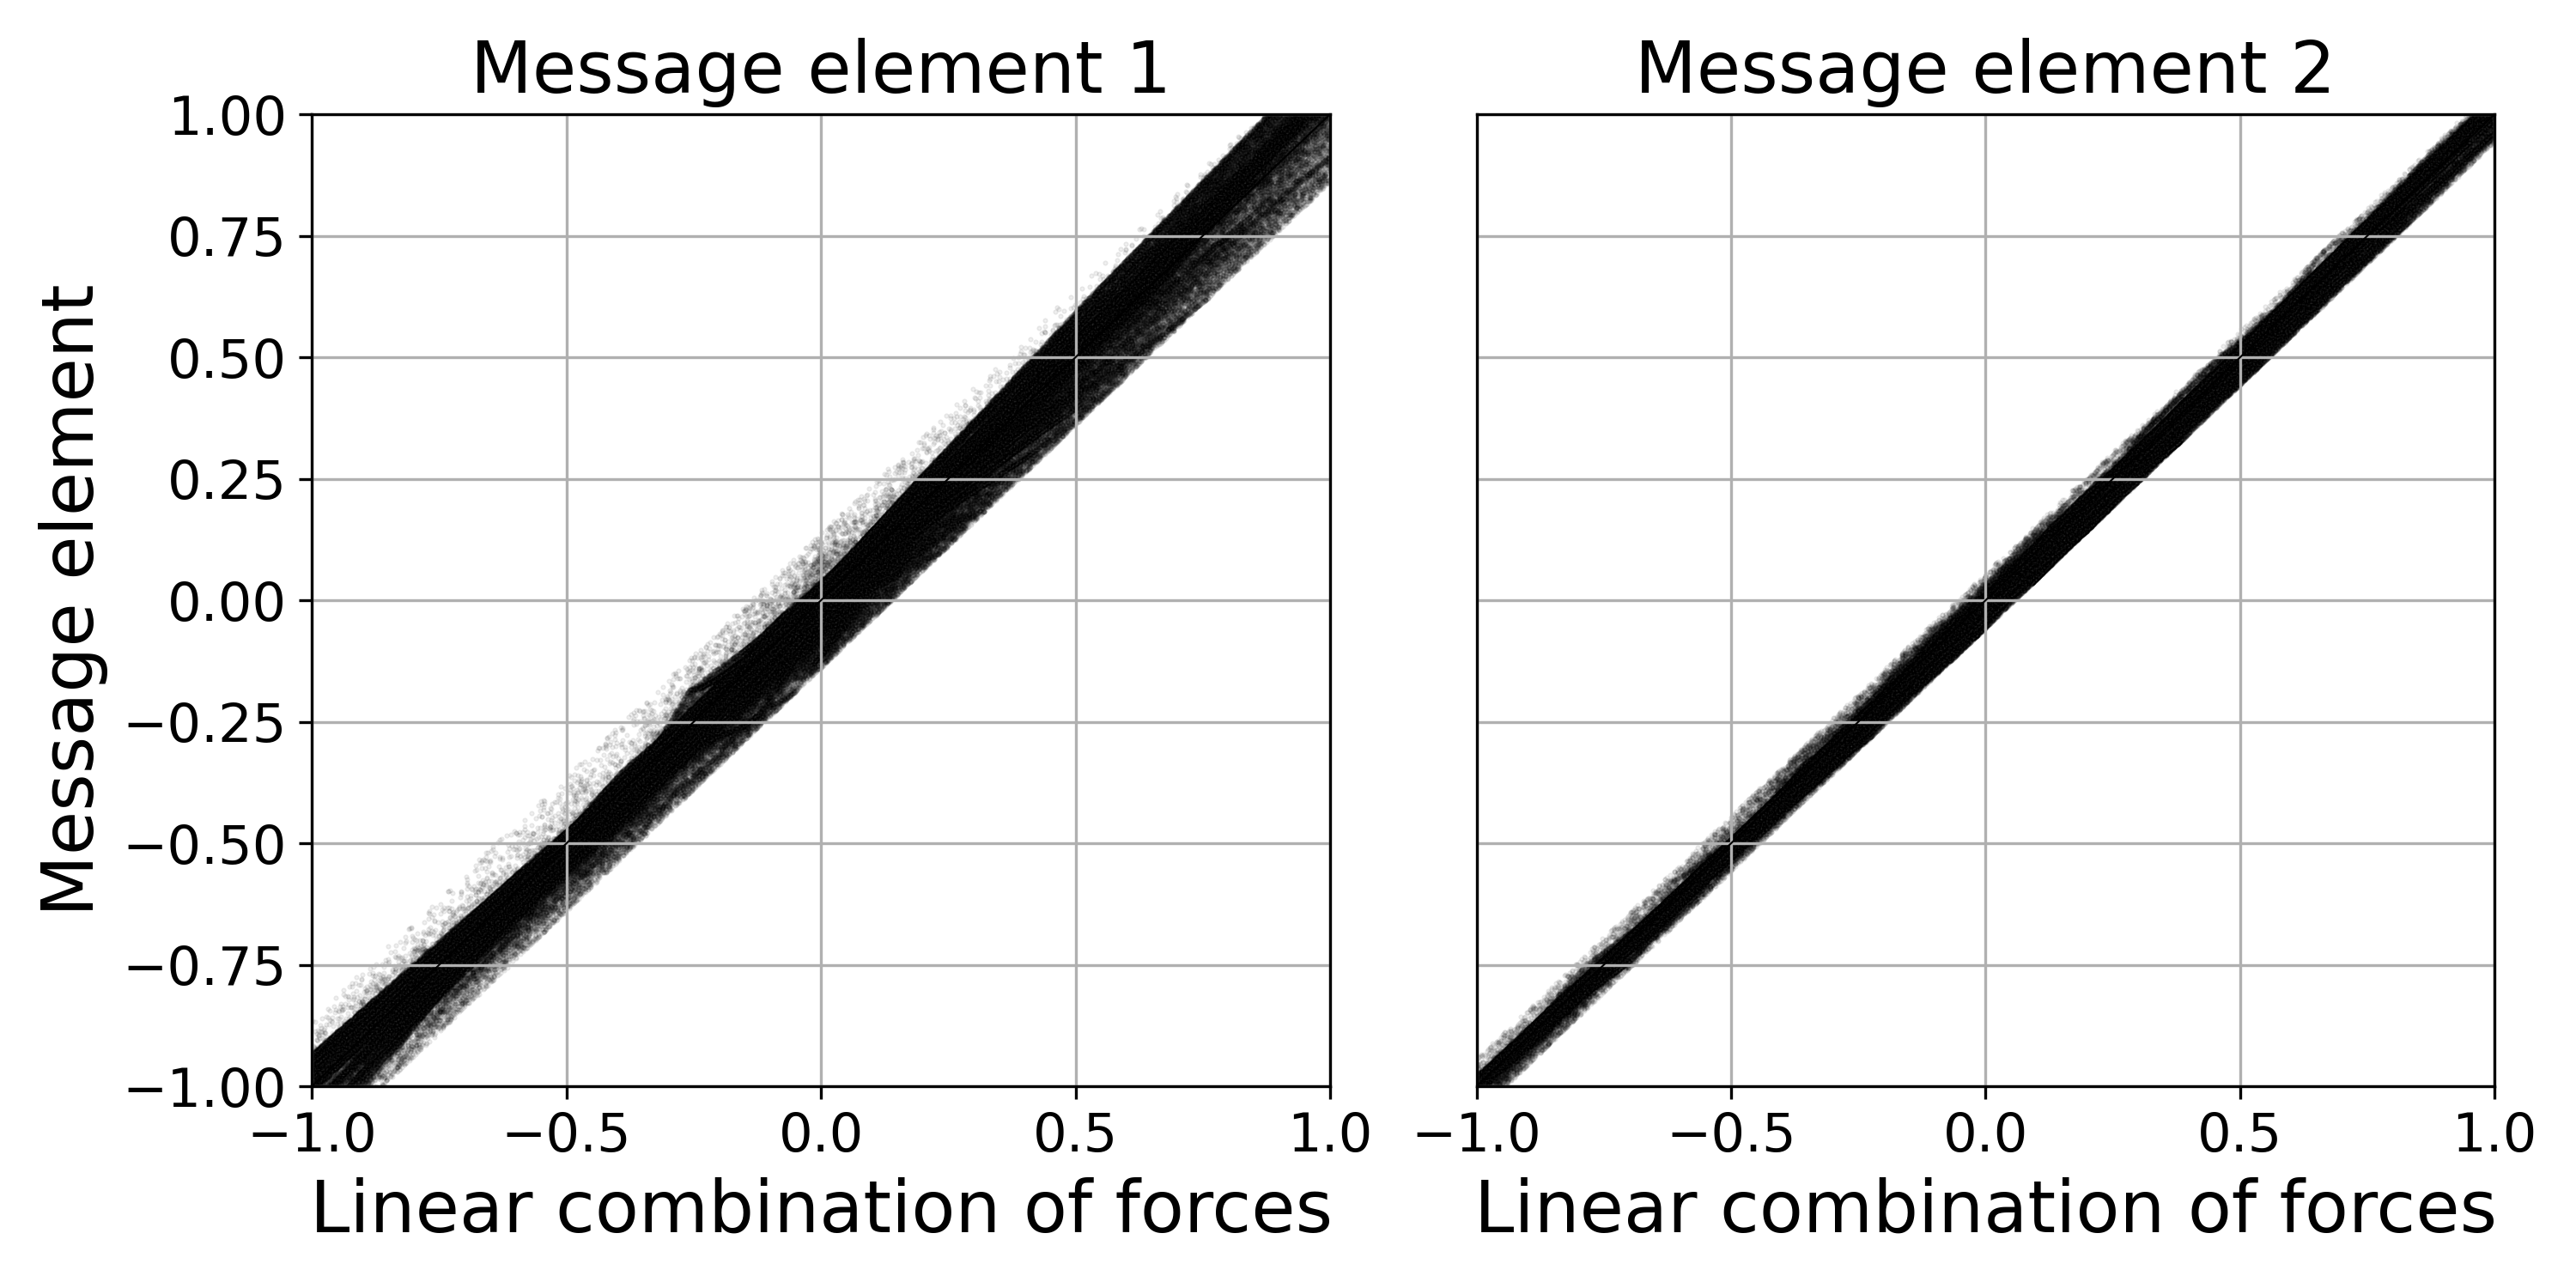 Message element 1
Message element 2
Message element
1.00
0.75
0.50
0.25
0.00
−0.25
−0.50
−0.75
−1.00
−1.0 −0.5 0.0 0.5 1.0
−1.0 −0.5 0.0 0.5 1.0
Linear combination of forces
Linear combination of forces